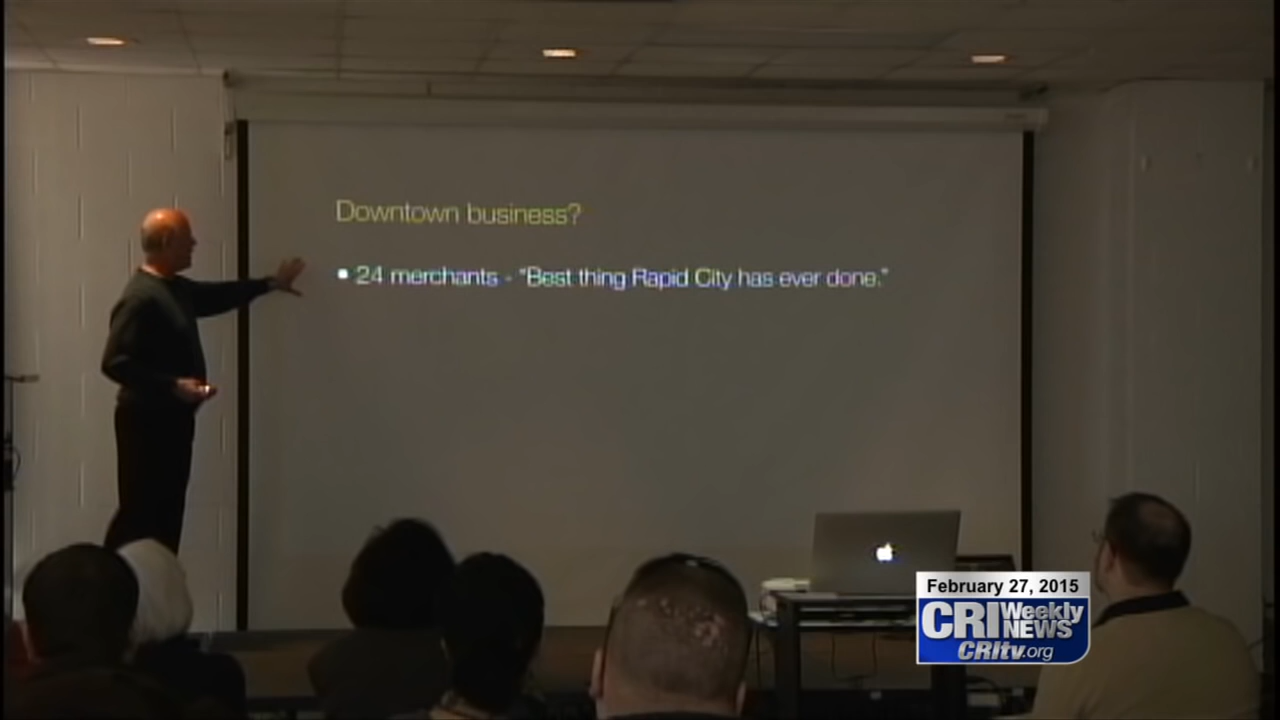 Downtown business?
• 24 merchants - "Best thing Rapid City has ever done."
February 27, 2015
CRI Weekly NEWS
CRItv.org